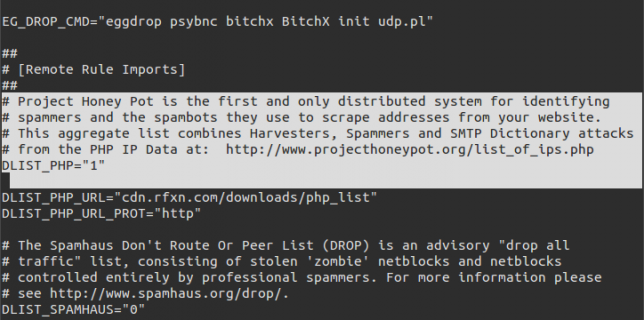 EG_DROP_CMD="eggdrop psybnc bitchx BitchX init udp.pl"
##
# [Remote Rule Imports]
##
# Project Honey Pot is the first and only distributed system for identifying
# spammers and the spambots they use to scrape addresses from your website.
# This aggregate list combines Harvesters, Spammers and SMTP Dictionary attacks
# from the PHP IP Data at:  http://www.projecthoneypot.org/list_of_ips.php
DLIST_PHP="1"
DLIST_PHP_URL="cdn.rfxn.com/downloads/php_list"
DLIST_PHP_URL_PROT="http"
# The Spamhaus Don't Route Or Peer List (DROP) is an advisory "drop all
# traffic" list, consisting of stolen 'zombie' netblocks and netblocks
# controlled entirely by professional spammers. For more information please
# see http://www.spamhaus.org/drop/.
DLIST_SPAMHAUS="0"